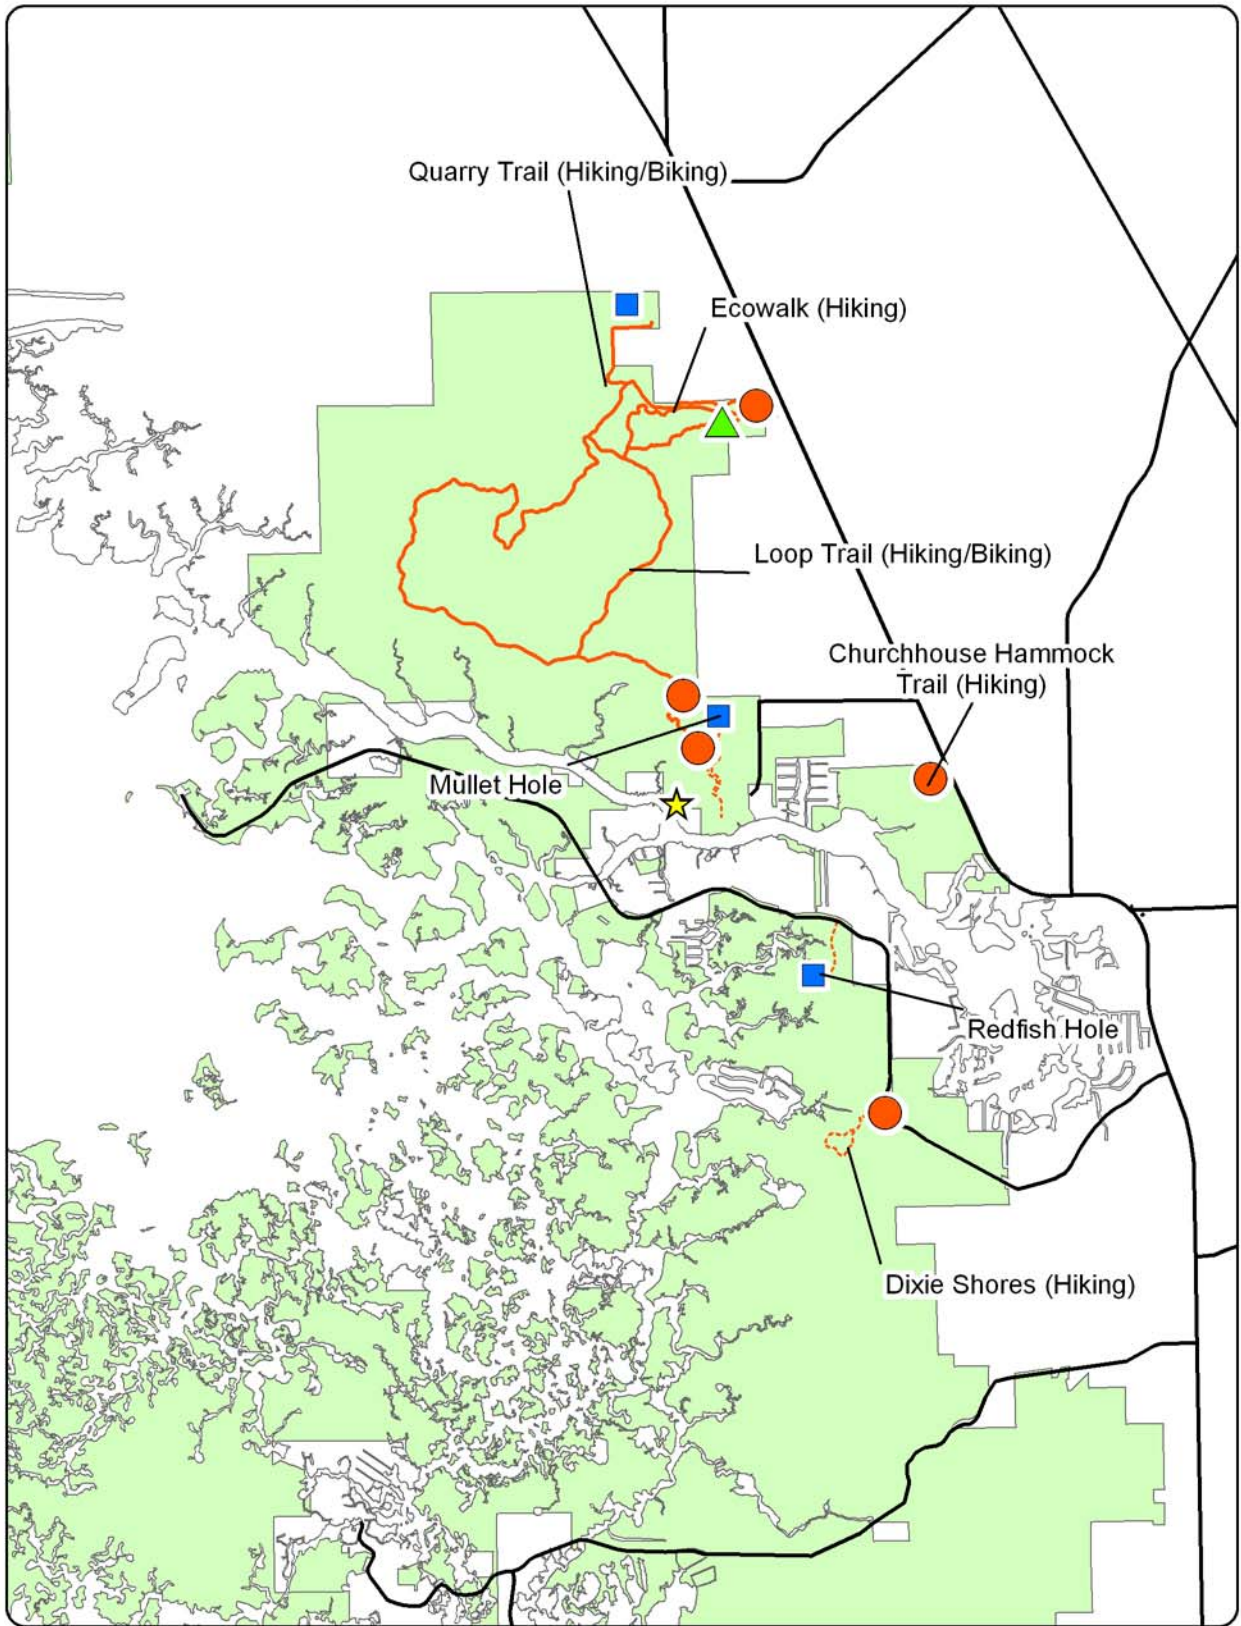 Quarry Trail (Hiking/Biking)
Ecowalk (Hiking)
Loop Trail (Hiking/Biking)
Churchhouse Hammock
Trail (Hiking)
Mullet Hole
Redfish Hole
Dixie Shores (Hiking)